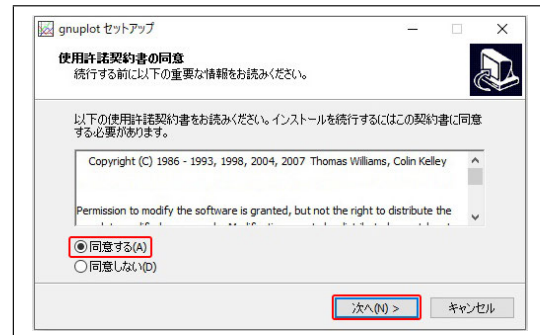 gnuplot セットアップ
使用許諾契約書の同意
続行する前に以下の重要な情報をお読みください。
以下の使用許諾契約書をお読みください。インストールを続行するにはこの契約書に同意
する必要があります。
Copyright (C) 1986 - 1993, 1998, 2004, 2007 Thomas Williams, Colin Kelley
Permission to modify the software is granted, but not the right to distribute the
同意する(A)
同意しない(D)
次へ(N) >
キャンセル